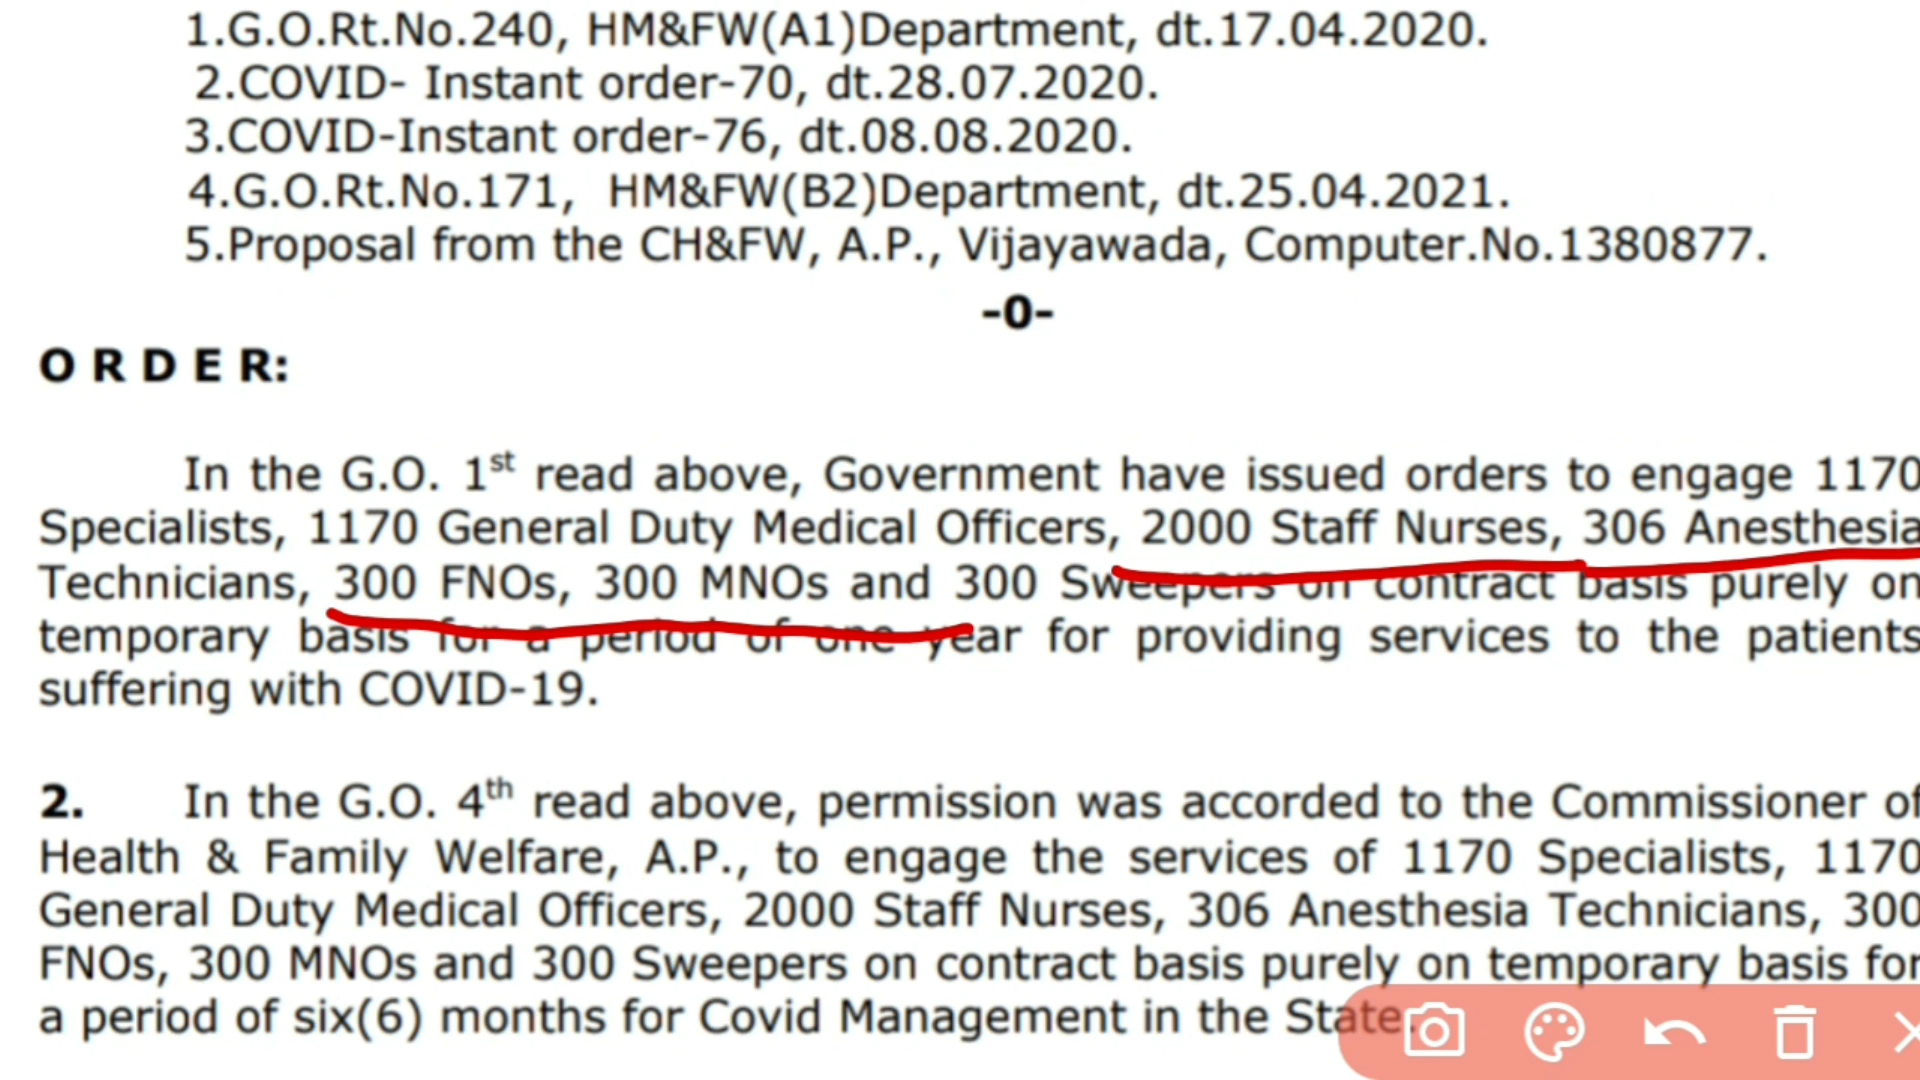 1.G.O.Rt.No.240, HM&FW(A1)Department, dt.17.04.2020.
2.COVID- Instant order-70, dt.28.07.2020.
3.COVID-Instant order-76, dt.08.08.2020.
4.G.O.Rt.No.171, HM&FW(B2)Department, dt.25.04.2021.
5.Proposal from the CH&FW, A.P., Vijayawada, Computer.No.1380877.
-0-
O R D E R:
In the G.O. 1st read above, Government have issued orders to engage 1170
Specialists, 1170 General Duty Medical Officers, 2000 Staff Nurses, 306 Anesthesia
Technicians, 300 FNOs, 300 MNOs and 300 Sweepers on contract basis purely on
temporary basis for a period of one year for providing services to the patients
suffering with COVID-19.
2. In the G.O. 4th read above, permission was accorded to the Commissioner of
Health & Family Welfare, A.P., to engage the services of 1170 Specialists, 1170
General Duty Medical Officers, 2000 Staff Nurses, 306 Anesthesia Technicians, 300
FNOs, 300 MNOs and 300 Sweepers on contract basis purely on temporary basis for
a period of six(6) months for Covid Management in the State.